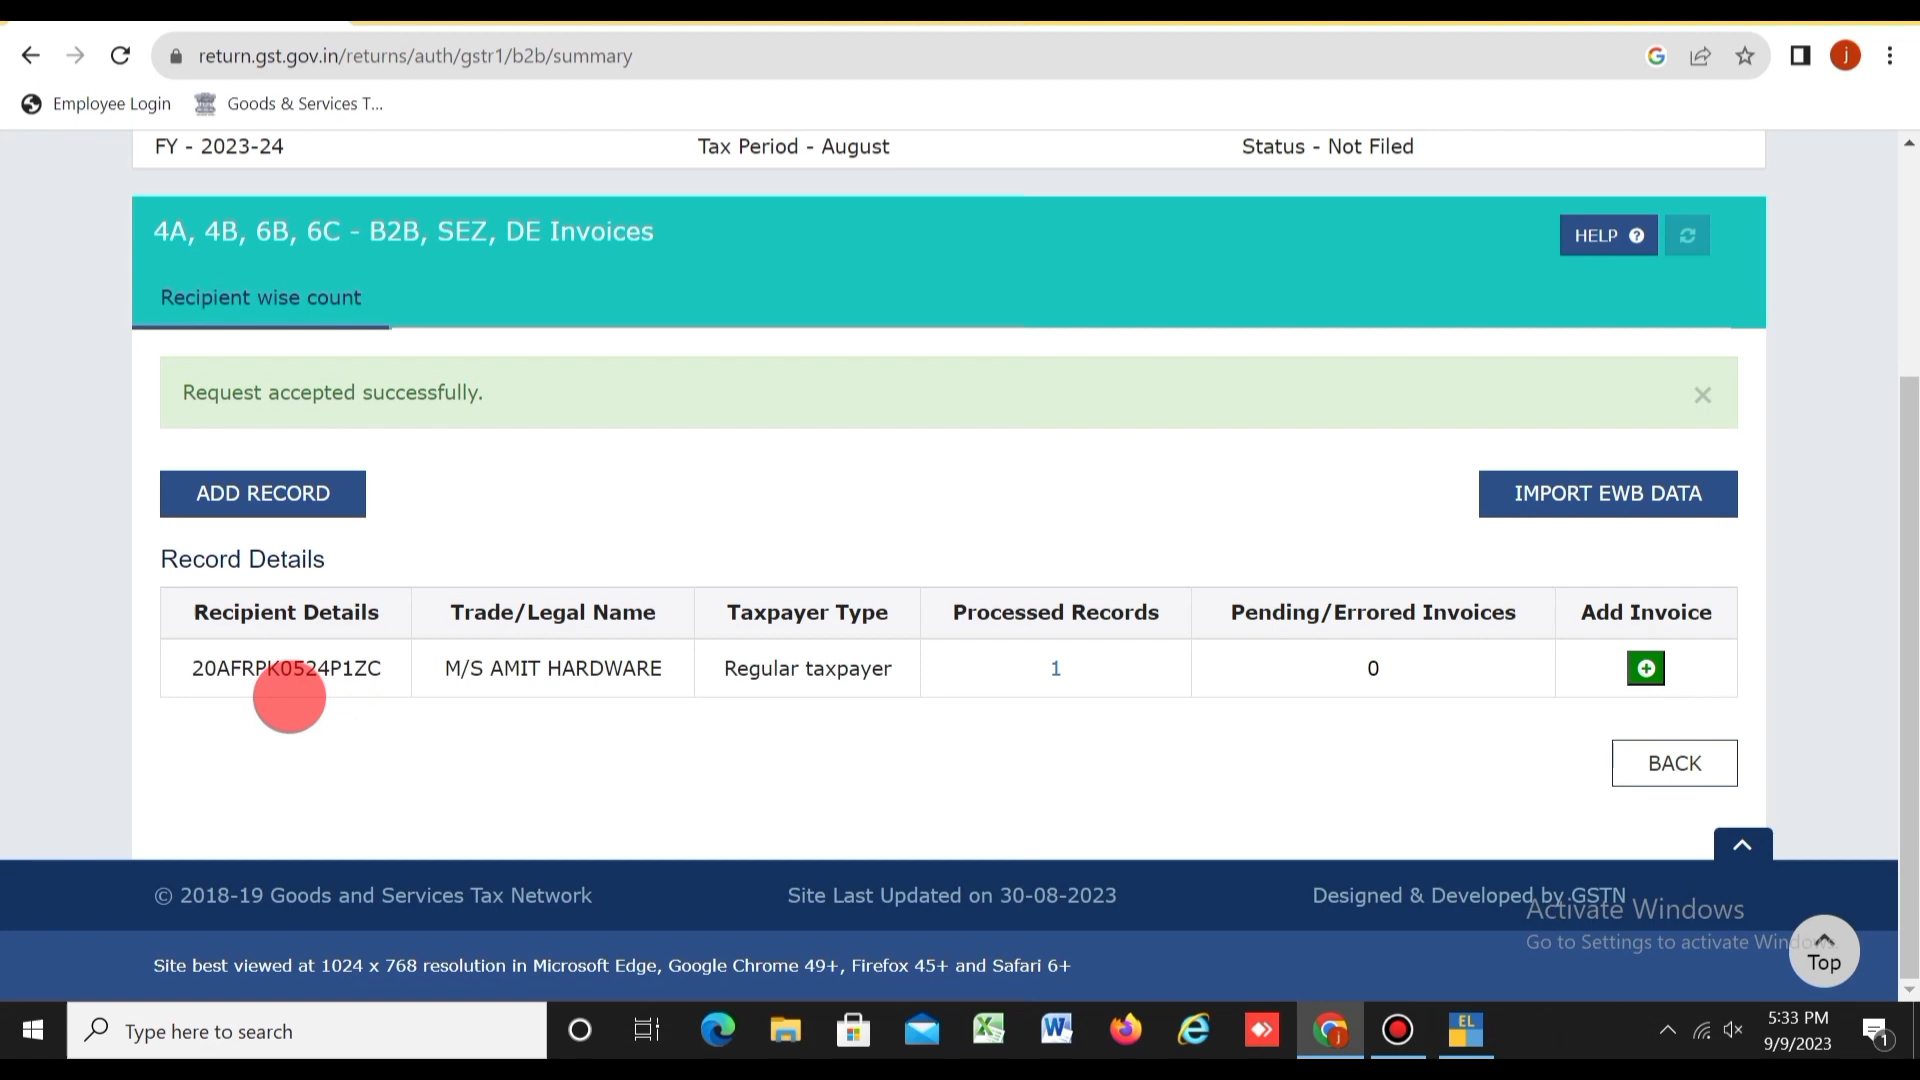 return.gst.gov.in/returns/auth/gstr1/b2b/summary
j
Employee Login
Goods & Services T...
FY - 2023-24
Tax Period - August
Status - Not Filed
4A, 4B, 6B, 6C - B2B, SEZ, DE Invoices
HELP ?
Recipient wise count
Request accepted successfully.
×
ADD RECORD
IMPORT EWB DATA
Record Details
Recipient Details Trade/Legal Name Taxpayer Type Processed Records Pending/Errored Invoices Add Invoice
20AFRPK0524P1ZC M/S AMIT HARDWARE Regular taxpayer 1 0
BACK
© 2018-19 Goods and Services Tax Network
Site Last Updated on 30-08-2023
Designed & Developed by GSTN
Activate Windows
Go to Settings to activate Windows.
Top
Site best viewed at 1024 x 768 resolution in Microsoft Edge, Google Chrome 49+, Firefox 45+ and Safari 6+
Type here to search
EL
5:33 PM
9/9/2023
1